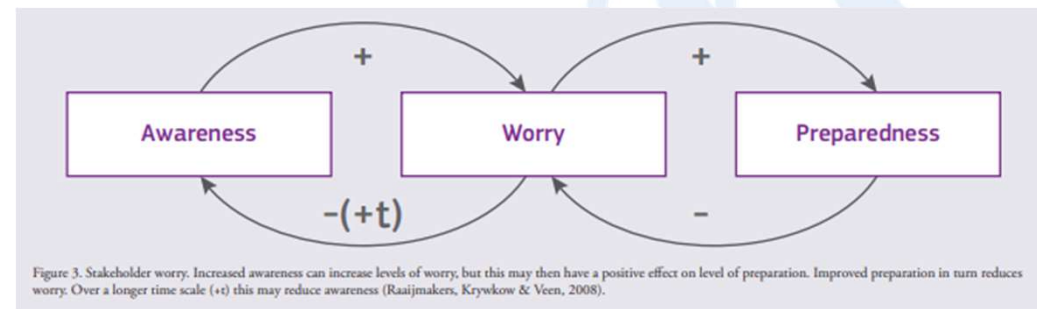 +
+
Awareness
Worry
Preparedness
-(+t)
-
Figure 3. Stakeholder worry. Increased awareness can increase levels of worry, but this may then have a positive effect on level of preparation. Improved preparation in turn reduces
worry. Over a longer time scale (+t) this may reduce awareness (Raaijmakers, Krywkow & Veen, 2008).